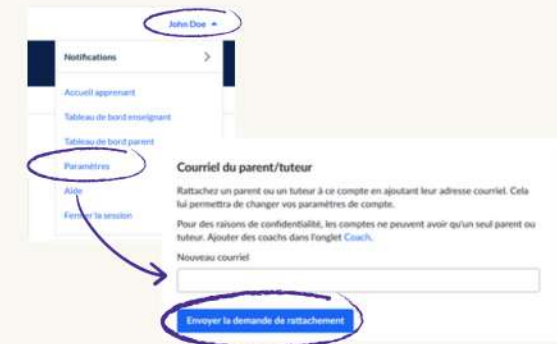 John Doe
Notifications
Accueil apprenant
Tableau de bord enseignant
Tableau de bord parent
Paramètres
Aide
Fermer la session
Courriel du parent/tuteur
Rattachez un parent ou un tuteur à ce compte en ajoutant leur adresse courriel. Cela
lui permettra de changer vos paramètres de compte.
Pour des raisons de confidentialité, les comptes ne peuvent avoir qu'un seul parent ou
tuteur. Ajouter des coachs dans l'onglet Coach.
Nouveau courriel
Envoyer la demande de rattachement